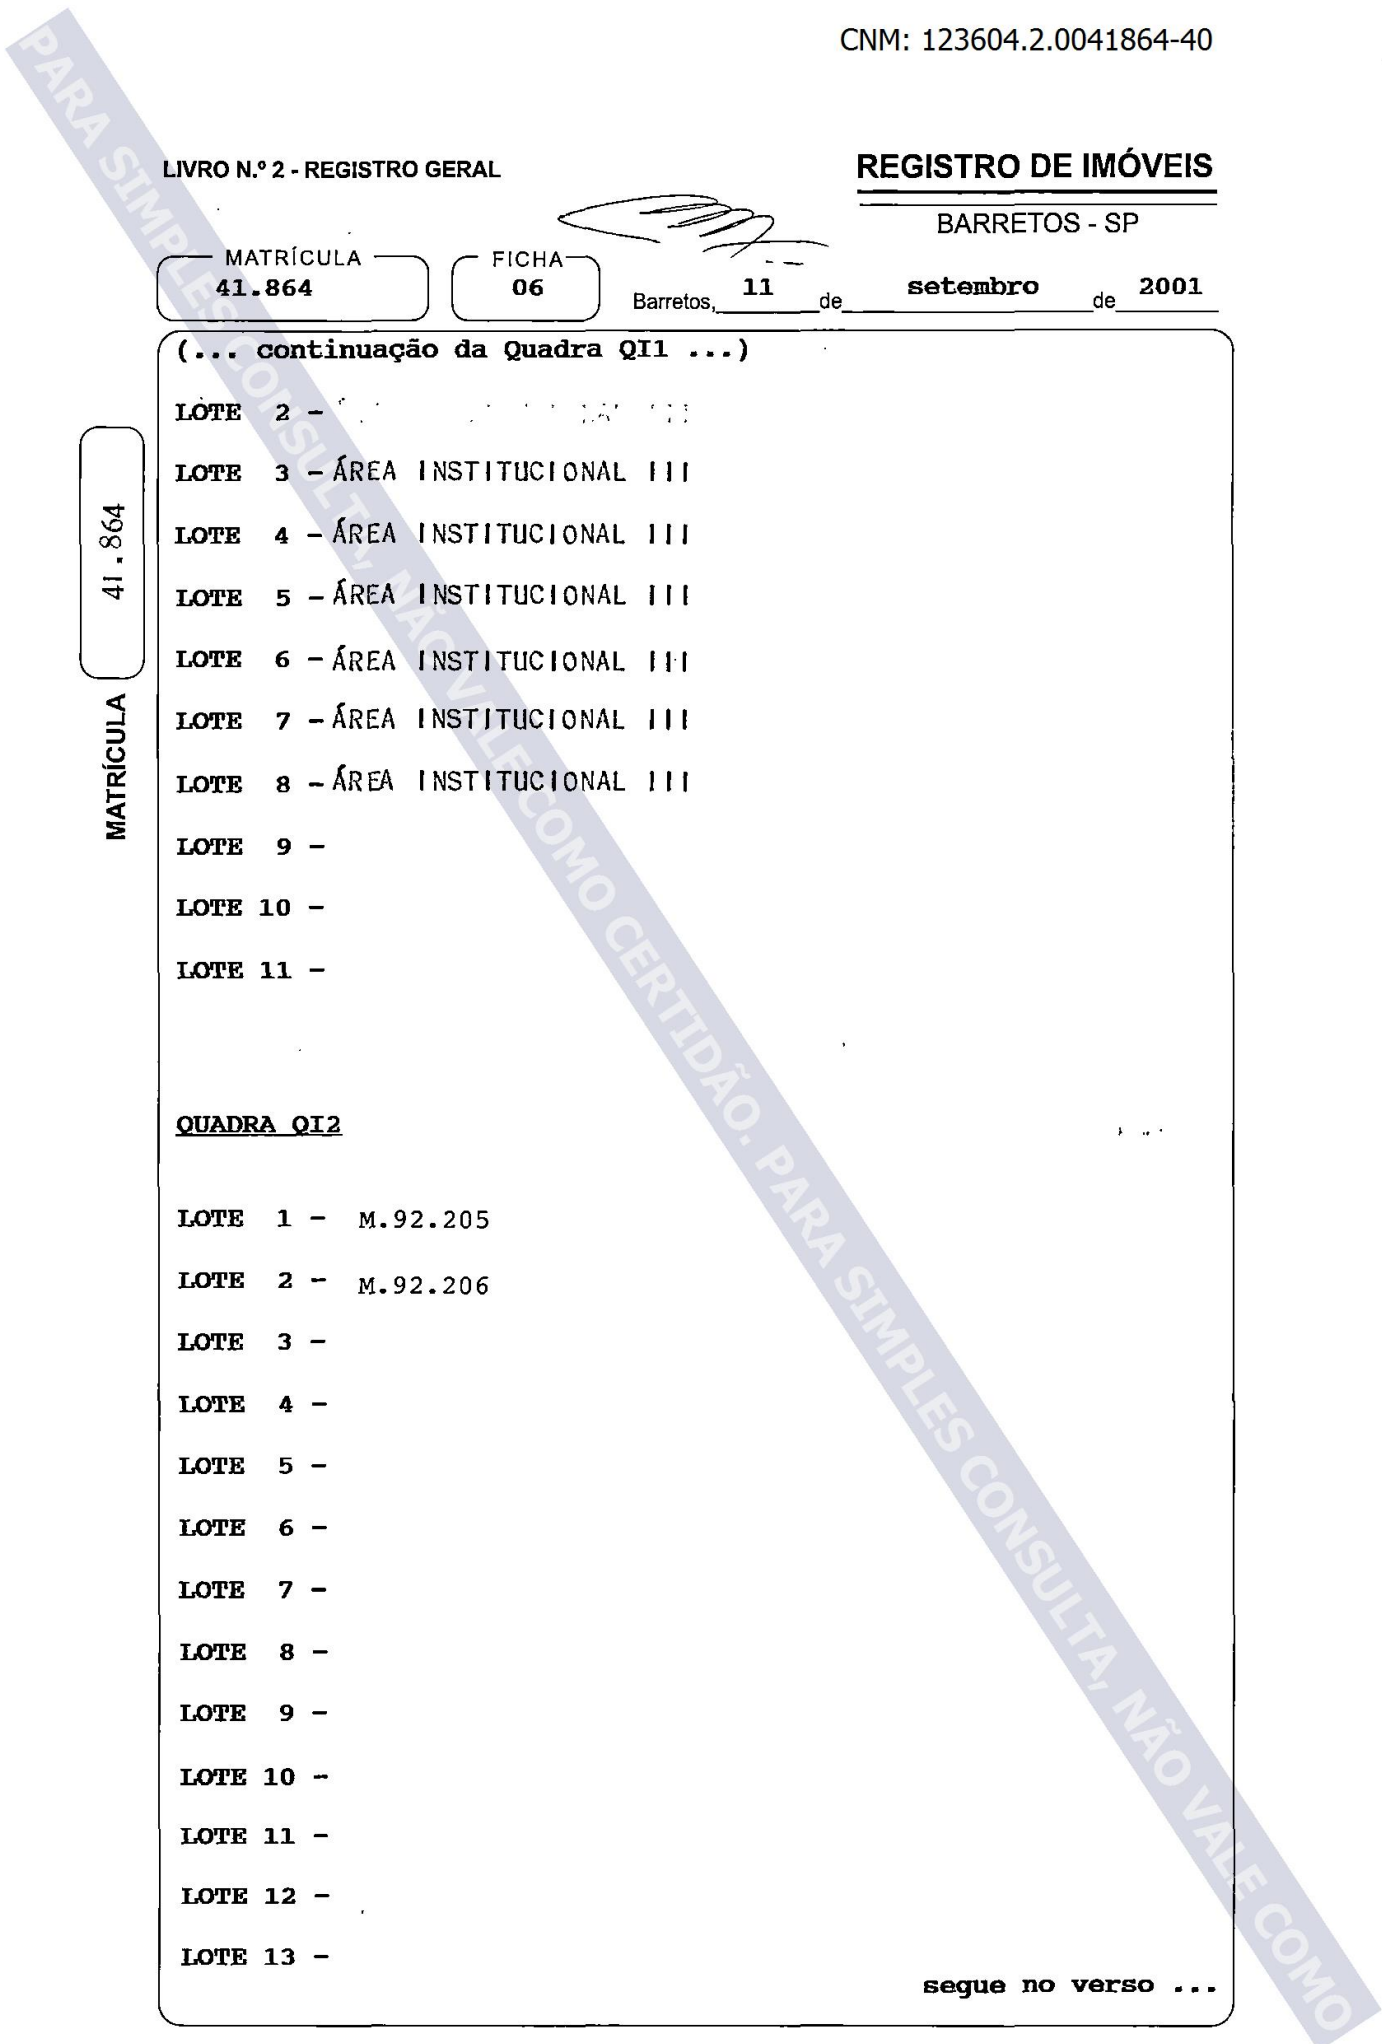 CNM: 123604.2.0041864-40
LIVRO N.º 2 - REGISTRO GERAL
REGISTRO DE IMÓVEIS
BARRETOS - SP
MATRÍCULA
41.864
FICHA
06
Barretos, 11 de setembro de 2001
(... continuação da Quadra QI1 ...)
LOTE 2 -
LOTE 3 - ÁREA INSTITUCIONAL III
LOTE 4 - ÁREA INSTITUCIONAL III
LOTE 5 - ÁREA INSTITUCIONAL III
LOTE 6 - ÁREA INSTITUCIONAL III
LOTE 7 - ÁREA INSTITUCIONAL III
LOTE 8 - ÁREA INSTITUCIONAL III
LOTE 9 -
LOTE 10 -
LOTE 11 -
MATRÍCULA 41.864
QUADRA QI2
LOTE 1 - M.92.205
LOTE 2 - M.92.206
LOTE 3 -
LOTE 4 -
LOTE 5 -
LOTE 6 -
LOTE 7 -
LOTE 8 -
LOTE 9 -
LOTE 10 -
LOTE 11 -
LOTE 12 -
LOTE 13 -
segue no verso ...
PARA SIMPLES CONSULTA, NÃO VALE COMO CERTIDÃO. PARA SIMPLES CONSULTA, NÃO VALE COMO